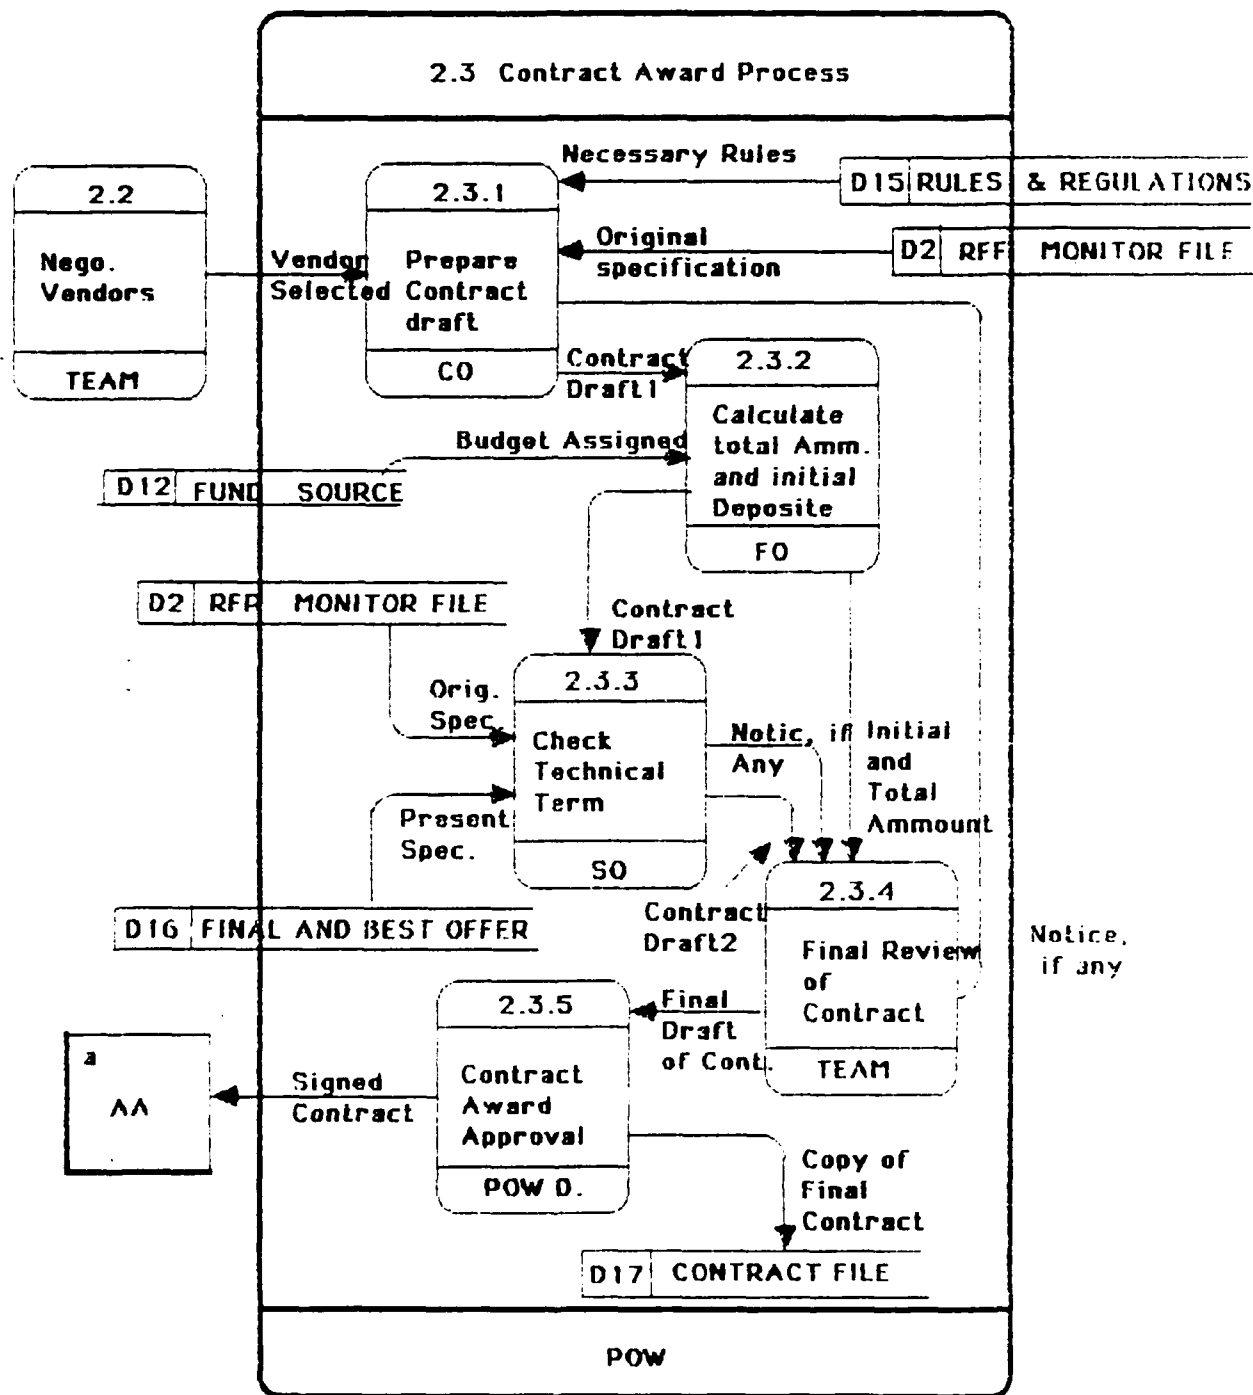 2.3 Contract Award Process
Necessary Rules
D15 RULES & REGULATIONS
2.2
Nego.
Vendors
TEAM
Vendor
Selected
2.3.1
Prepare
Contract
draft
CO
Original
specification
D2 RFF MONITOR FILE
Contract
Draft1
2.3.2
Calculate
total Amm.
and initial
Deposite
FO
Budget Assigned
D12 FUND SOURCE
D2 RFP MONITOR FILE
Contract
Draft1
Orig.
Spec.
2.3.3
Check
Technical
Term
SO
Notic, if
Any
Initial
and
Total
Ammount
Present
Spec.
D16 FINAL AND BEST OFFER
Contract
Draft2
2.3.4
Final Review
of
Contract
TEAM
Notice,
if any
2.3.5
Contract
Award
Approval
POW D.
Final
Draft
of Cont.
a
AA
Signed
Contract
Copy of
Final
Contract
D17 CONTRACT FILE
POW